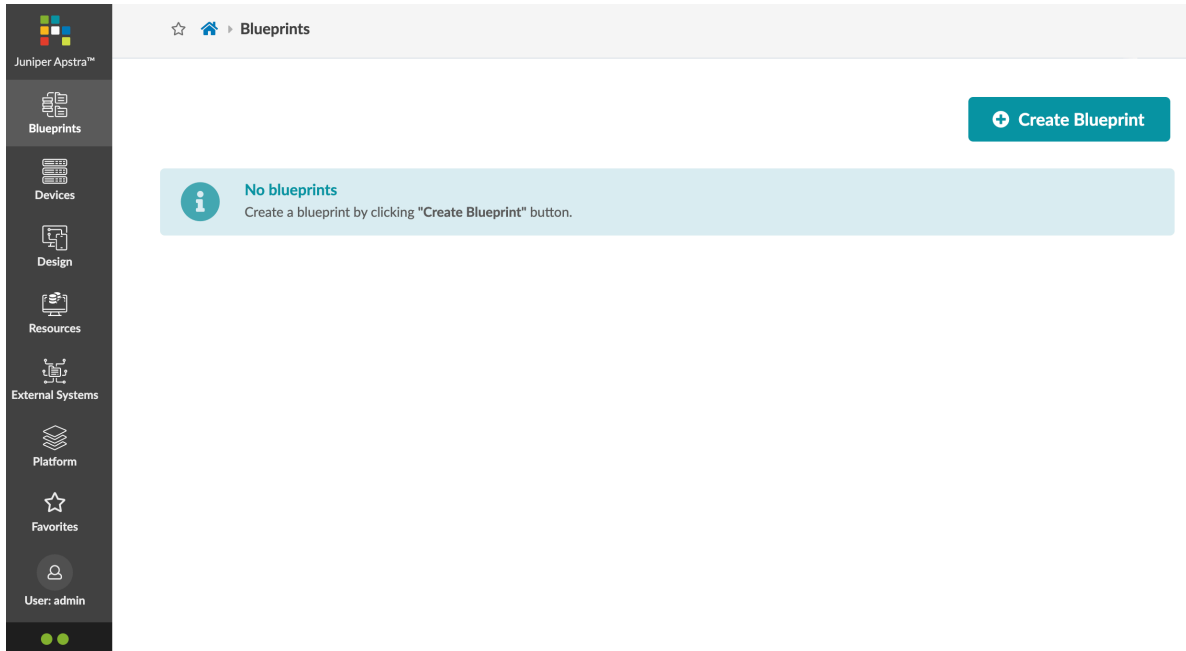 Juniper Apstra™
Blueprints
Devices
Design
Resources
External Systems
Platform
Favorites
User: admin
Blueprints
Create Blueprint
No blueprints
Create a blueprint by clicking "Create Blueprint" button.